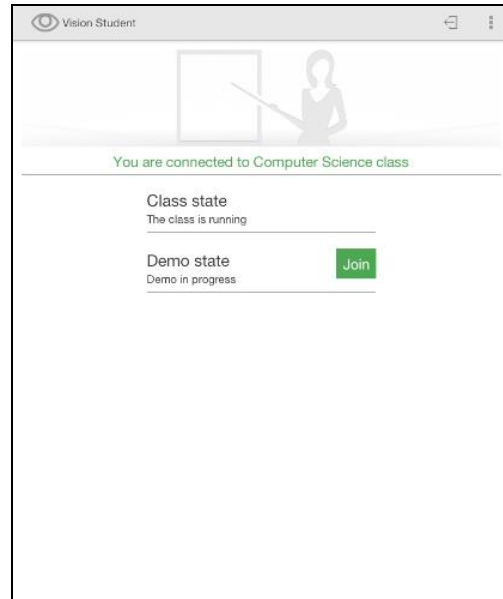 Vision Student
You are connected to Computer Science class
Class state
The class is running
Demo state
Join
Demo in progress